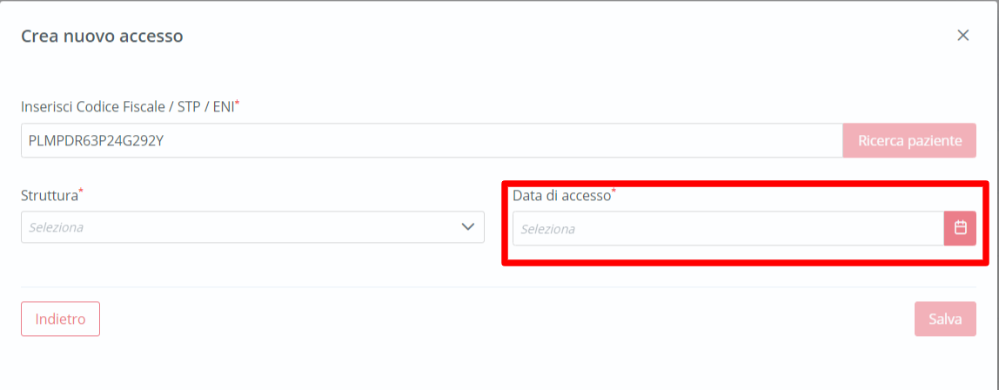 Crea nuovo accesso
Inserisci Codice Fiscale / STP / ENI*
PLMPDR63P24G292Y
Ricerca paziente
Struttura*
Data di accesso*
Seleziona
Seleziona
Indietro
Salva